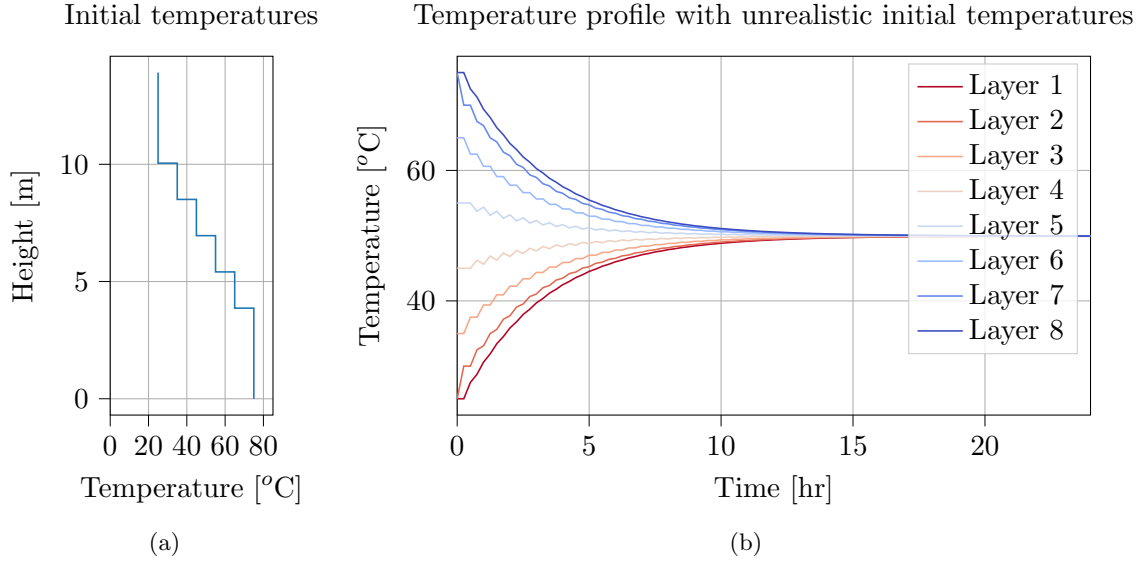 Initial temperatures
Height [m]
10
5
0
0 20 40 60 80
Temperature [°C]
(a)
Temperature profile with unrealistic initial temperatures
Temperature [°C]
60
40
Layer 1
Layer 2
Layer 3
Layer 4
Layer 5
Layer 6
Layer 7
Layer 8
0 5 10 15 20
Time [hr]
(b)